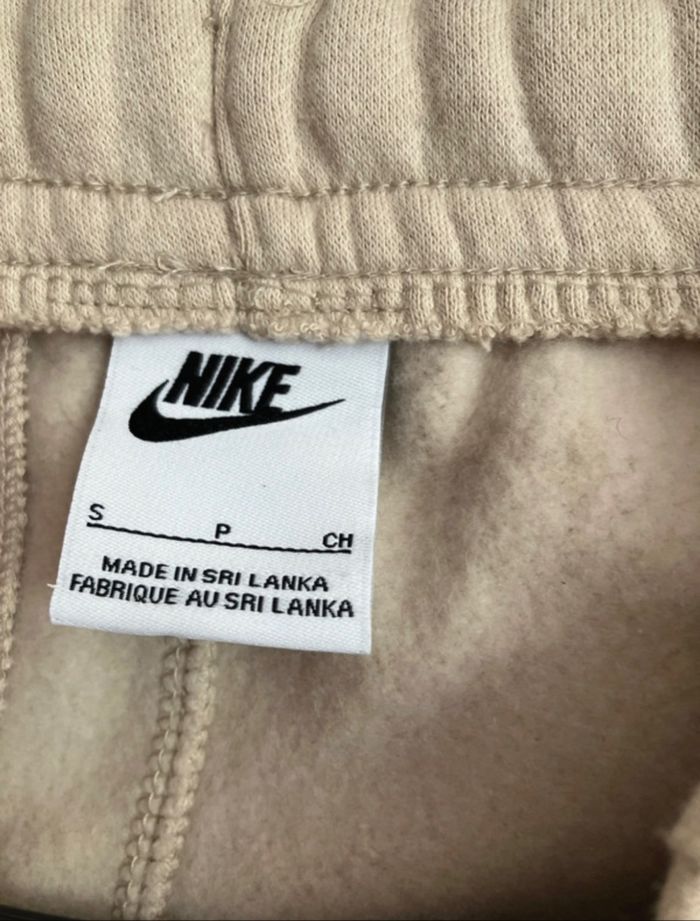 NIKE
S P CH
MADE IN SRI LANKA
FABRIQUE AU SRI LANKA